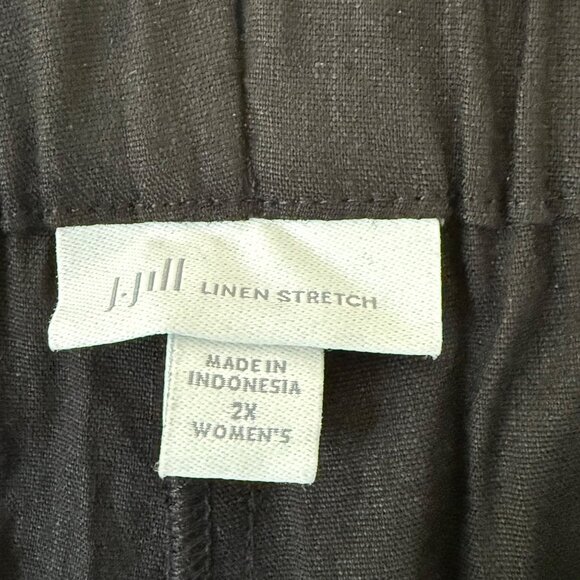 J.Jill LINEN STRETCH
MADE IN
INDONESIA
2X
WOMEN'S